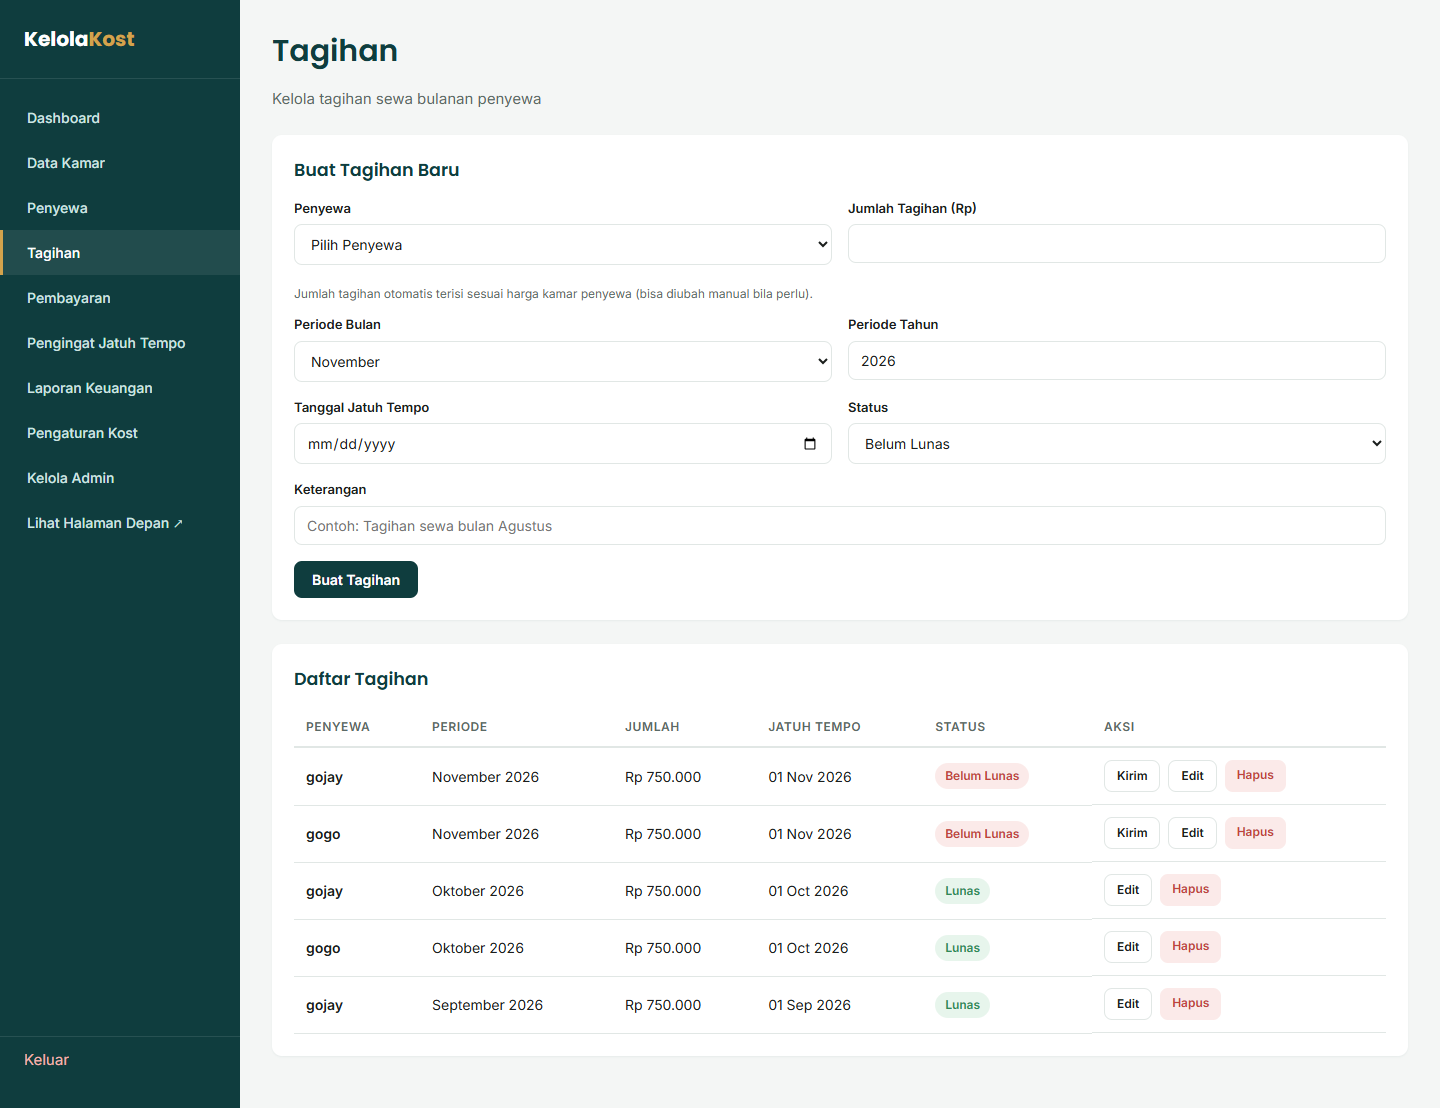 KelolaKost
Dashboard
Data Kamar
Penyewa
Tagihan
Pembayaran
Pengingat Jatuh Tempo
Laporan Keuangan
Pengaturan Kost
Kelola Admin
Lihat Halaman Depan ↗
Keluar
Tagihan
Kelola tagihan sewa bulanan penyewa
Buat Tagihan Baru
Penyewa Jumlah Tagihan (Rp)
Pilih Penyewa
Jumlah tagihan otomatis terisi sesuai harga kamar penyewa (bisa diubah manual bila perlu).
Periode Bulan Periode Tahun
November 2026
Tanggal Jatuh Tempo Status
mm/dd/yyyy Belum Lunas
Keterangan
Contoh: Tagihan sewa bulan Agustus
Buat Tagihan
Daftar Tagihan
PENYEWA PERIODE JUMLAH JATUH TEMPO STATUS AKSI
gojay November 2026 Rp 750.000 01 Nov 2026 Belum Lunas Kirim Edit Hapus
gogo November 2026 Rp 750.000 01 Nov 2026 Belum Lunas Kirim Edit Hapus
gojay Oktober 2026 Rp 750.000 01 Oct 2026 Lunas Edit Hapus
gogo Oktober 2026 Rp 750.000 01 Oct 2026 Lunas Edit Hapus
gojay September 2026 Rp 750.000 01 Sep 2026 Lunas Edit Hapus